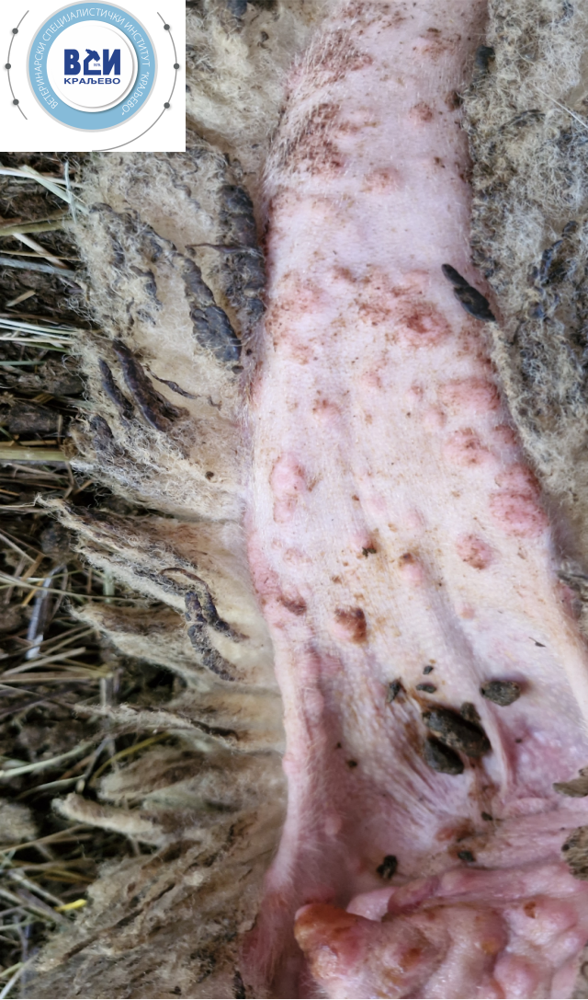 ВЕТЕРИНАРСКИ СПЕЦИЈАЛИСТИЧКИ ИНСТИТУТ "КРАЉЕВО"
ВСИ
КРАЉЕВО